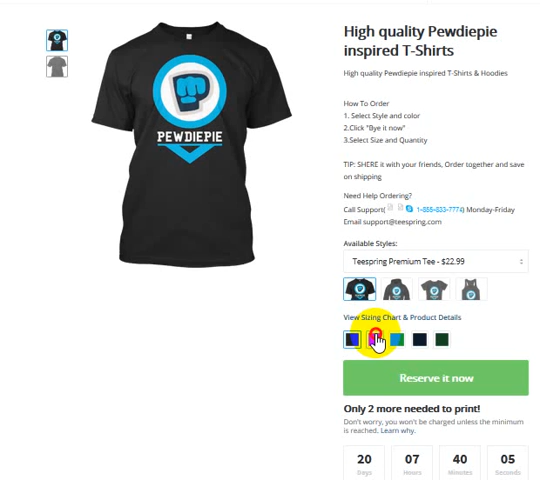 High quality Pewdiepie
inspired T-Shirts
High quality Pewdiepie inspired T-Shirts & Hoodies
How To Order
1. Select Style and color
2.Click "Bye it now"
3.Select Size and Quantity
TIP: SHERE it with your friends, Order together and save
on shipping
Need Help Ordering?
Call Support( 1-855-833-7774) Monday-Friday
Email support@teespring.com
Available Styles:
Teespring Premium Tee - $22.99
View Sizing Chart & Product Details
Reserve it now
Only 2 more needed to print!
Don't worry, you won't be charged unless the minimum
is reached. Learn why.
20 07 40 05
Days Hours Minutes Seconds
PEWDIEPIE